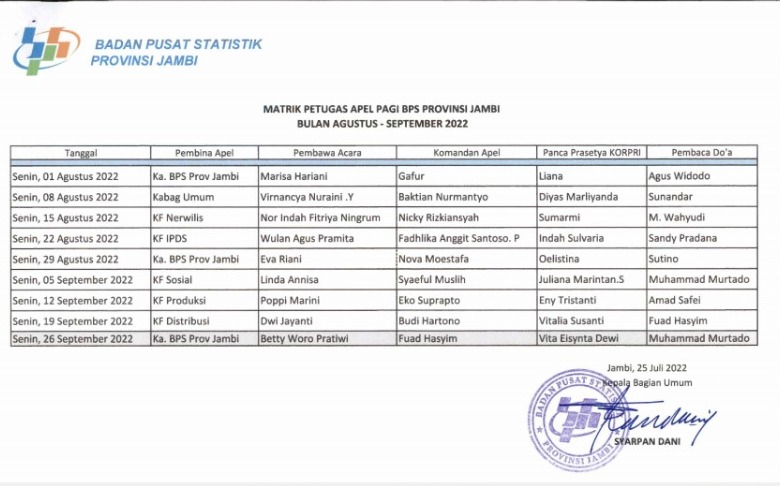 BADAN PUSAT STATISTIK
PROVINSI JAMBI
MATRIK PETUGAS APEL PAGI BPS PROVINSI JAMBI
BULAN AGUSTUS - SEPTEMBER 2022
Tanggal Pembina Apel Pembawa Acara Komandan Apel Panca Prasetya KORPRI Pembaca Do'a
Senin, 01 Agustus 2022 Ka. BPS Prov Jambi Marisa Hariani Gafur Liana Agus Widodo
Senin, 08 Agustus 2022 Kabag Umum Virnancya Nuraini .Y Baktian Nurmantyo Diyas Marliyanda Sunandar
Senin, 15 Agustus 2022 KF Nerwilis Nor Indah Fitriya Ningrum Nicky Rizkiansyah Sumarmi M. Wahyudi
Senin, 22 Agustus 2022 KF IPDS Wulan Agus Pramita Fadhlika Anggit Santoso. P Indah Sulvaria Sandy Pradana
Senin, 29 Agustus 2022 Ka. BPS Prov Jambi Eva Riani Nova Moestafa Oelistina Sutino
Senin, 05 September 2022 KF Sosial Linda Annisa Syaeful Muslih Juliana Marintan.S Muhammad Murtado
Senin, 12 September 2022 KF Produksi Poppi Marini Eko Suprapto Eny Tristanti Amad Safei
Senin, 19 September 2022 KF Distribusi Dwi Jayanti Budi Hartono Vitalia Susanti Fuad Hasyim
Senin, 26 September 2022 Ka. BPS Prov Jambi Betty Woro Pratiwi Fuad Hasyim Vita Eisynta Dewi Muhammad Murtado
Jambi, 25 Juli 2022
Kepala Bagian Umum
BADAN PUSAT STATIS
PROVINSI JAMBI
SYARPAN DANI